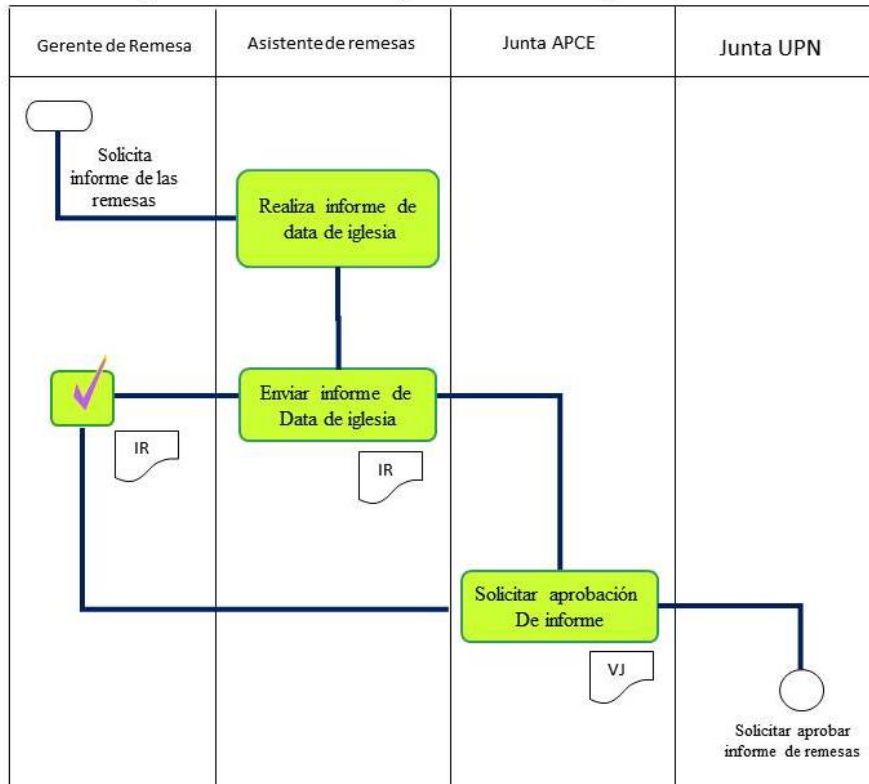 Gerente de Remesa
Asistente de remesas
Junta APCE
Junta UPN
Solicita
informe de las
remesas
Realiza informe de
data de iglesia
Enviar informe de
Data de iglesia
IR
IR
Solicitar aprobación
De informe
VJ
Solicitar aprobar
informe de remesas